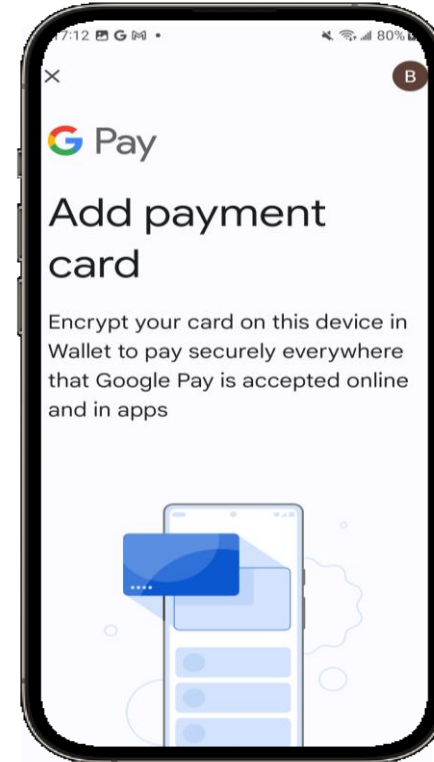 17:12 G M •
80%
B
G Pay
Add payment
card
Encrypt your card on this device in
Wallet to pay securely everywhere
that Google Pay is accepted online
and in apps